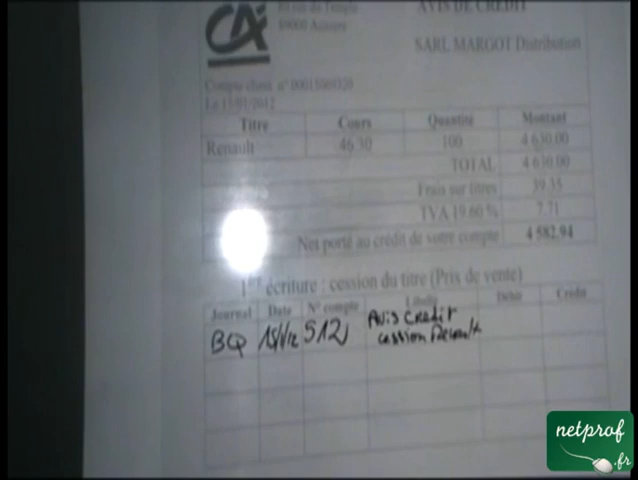 CA
AVIS DE CREDIT
SARL MARGOT Distribution
Le 15/01/2012
Titre Cours Quantité Montant
Renault 46.30 100 4 630.00
TOTAL 4 630.00
Frais sur titres 39.35
TVA 19.60 % 7.71
Net porté au crédit de votre compte 4 582.94
1ère écriture : cession du titre (Prix de vente)
Journal Date N° compte Libellé Débit Crédit
BQ 15/1/12 512 Avis credit
cession Renault
netprof
.fr